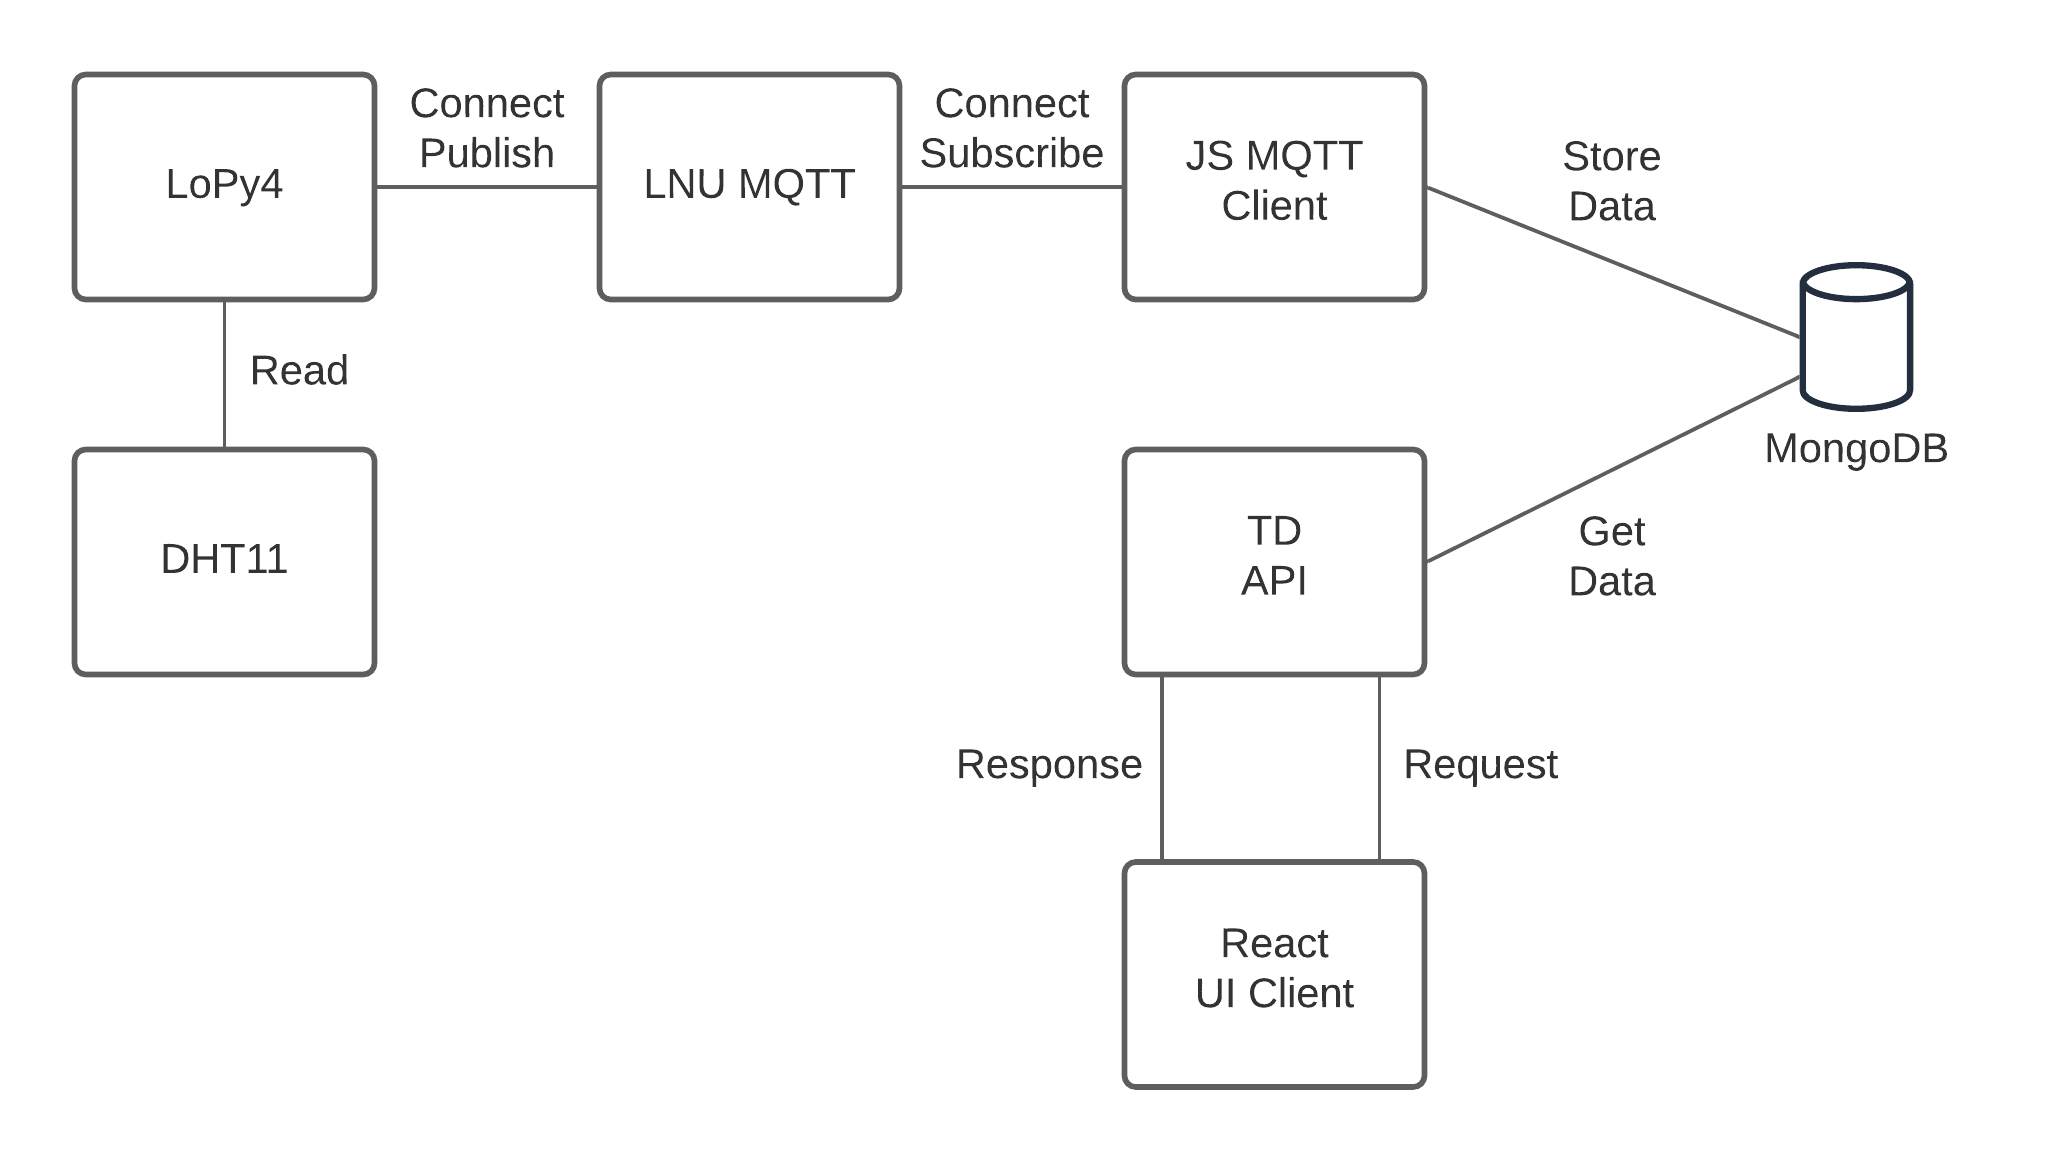 LoPy4
Connect
Publish
LNU MQTT
Connect
Subscribe
JS MQTT
Client
Store
Data
MongoDB
Read
DHT11
TD
API
Get
Data
Response
Request
React
UI Client